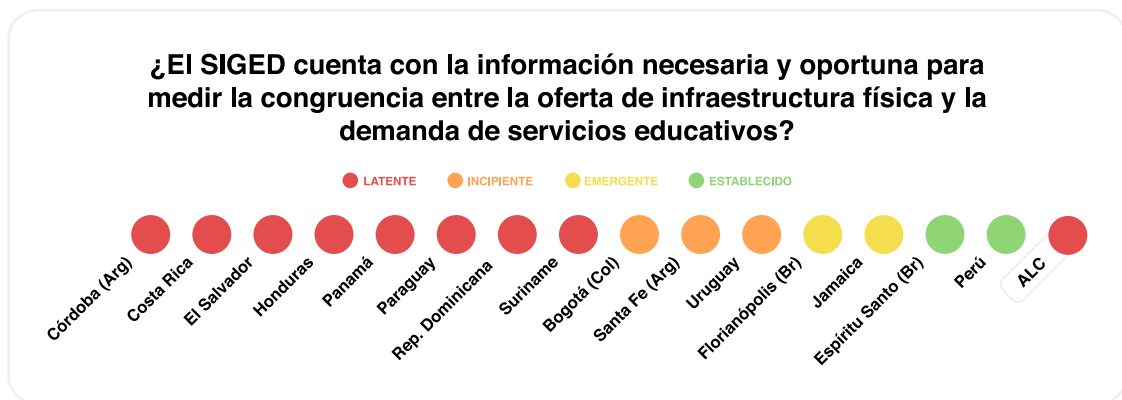 ¿El SIGED cuenta con la información necesaria y oportuna para
medir la congruencia entre la oferta de infraestructura física y la
demanda de servicios educativos?
LATENTE INCIPIENTE EMERGENTE ESTABLECIDO
Córdoba (Arg)
Costa Rica
El Salvador
Honduras
Panamá
Paraguay
Rep. Dominicana
Suriname
Bogotá (Col)
Santa Fe (Arg)
Uruguay
Florianópolis (Br)
Jamaica
Espíritu Santo (Br)
Perú
ALC